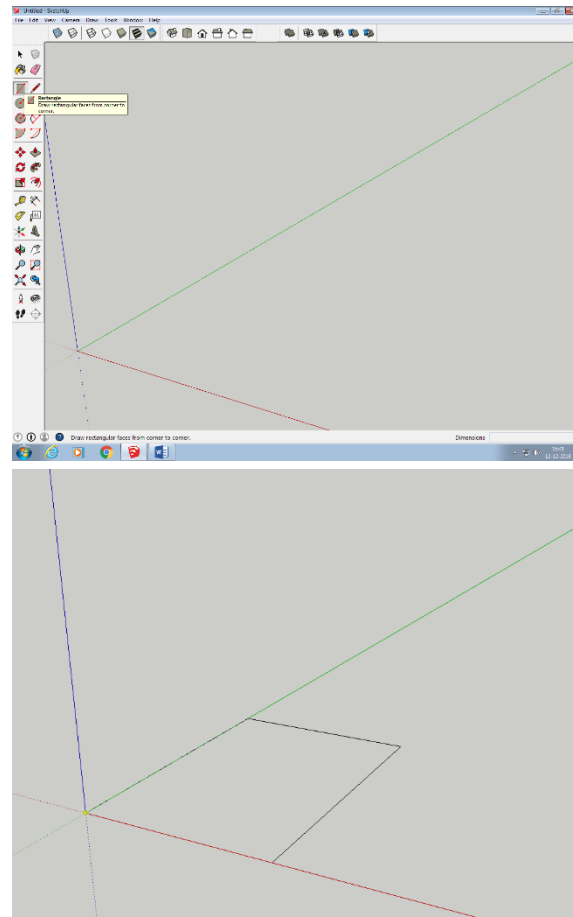 Untitled - SketchUp
File Edit View Camera Draw Tools Window Help
Rectangle
Draw rectangular faces from corner to
corner.
Draw rectangular faces from corner to corner.
Dimensions